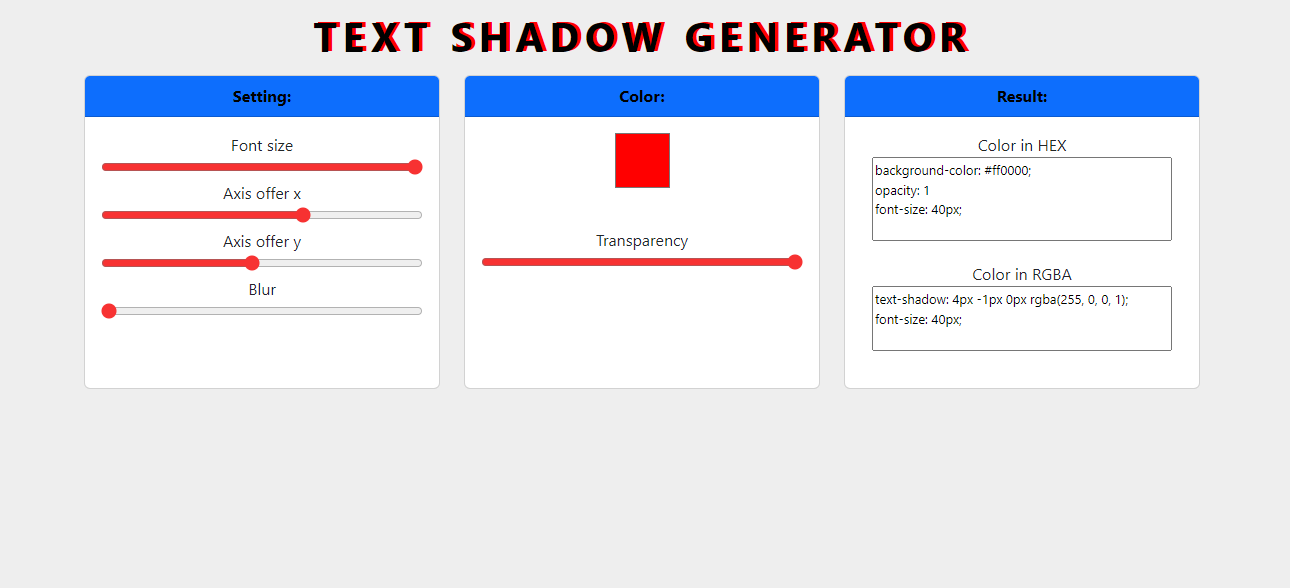 TEXT SHADOW GENERATOR
Setting:
Font size
Axis offer x
Axis offer y
Blur
Color:
Transparency
Result:
Color in HEX
background-color: #ff0000;
opacity: 1
font-size: 40px;
Color in RGBA
text-shadow: 4px -1px 0px rgba(255, 0, 0, 1);
font-size: 40px;